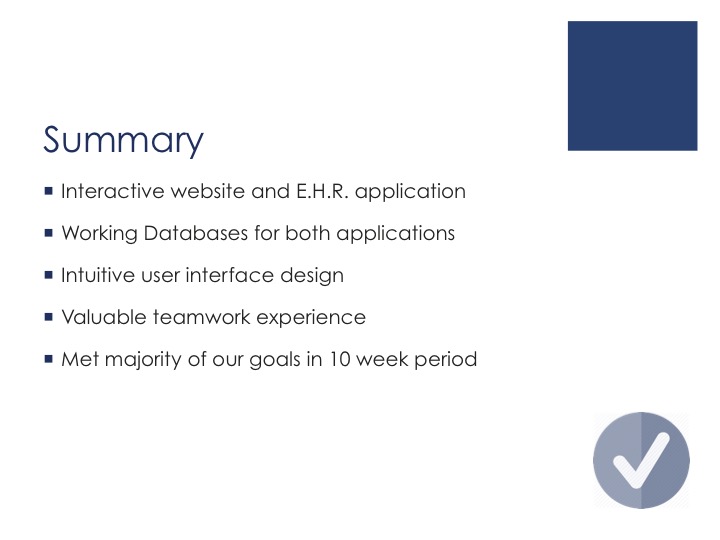 Summary
▪ Interactive website and E.H.R. application
▪ Working Databases for both applications
▪ Intuitive user interface design
▪ Valuable teamwork experience
▪ Met majority of our goals in 10 week period